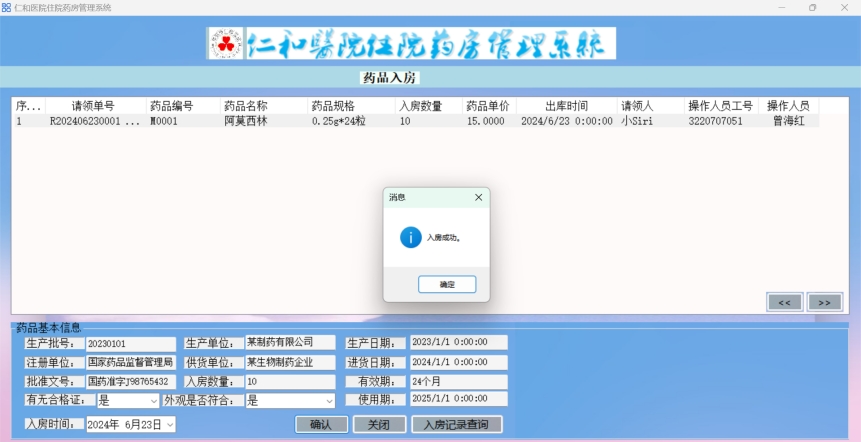 仁和医院住院药房管理系统
仁和醫院住院药房管理系統
药品入房
序... 请领单号 药品编号 药品名称 药品规格 入房数量 药品单价 出库时间 请领人 操作人员工号 操作人员
1 R202406230001 ... M0001 阿莫西林 0.25g*24粒 10 15.0000 2024/6/23 0:00:00 小Siri 3220707051 曾海红
消息
入房成功。
确定
<< >>
药品基本信息
生产批号: 20230101 生产单位: 某制药有限公司 生产日期: 2023/1/1 0:00:00
注册单位: 国家药品监督管理局 供货单位: 某生物制药企业 进货日期: 2024/1/1 0:00:00
批准文号: 国药准字J98765432 入房数量: 10 有效期: 24个月
有无合格证: 是 外观是否符合: 是 使用期: 2025/1/1 0:00:00
入房时间: 2024年 6月23日 确认 关闭 入房记录查询